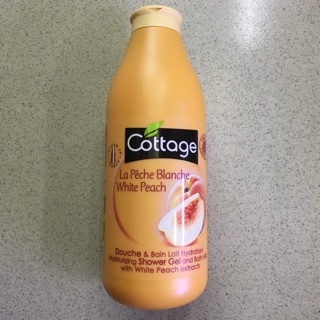 Cottage
La Pêche Blanche
White Peach
Douche & Bain Lait Hydratant
Moisturizing Shower Gel and Bath Milk
with White Peach extracts